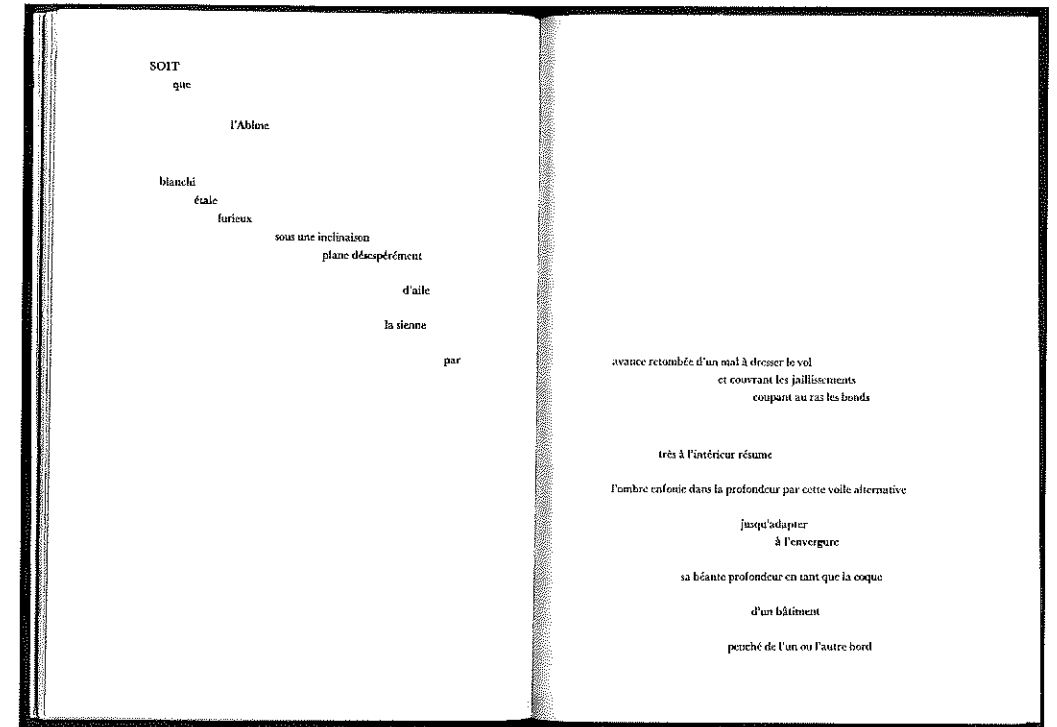 SOIT
que
l'Abîme
blanchi
étale
furieux
sous une inclinaison
plane désespérément
d'aile
la sienne
par
avance retombée d'un mal à dresser le vol
et couvrant les jaillissements
coupant au ras les bonds
très à l'intérieur résume
l'ombre enfouie dans la profondeur par cette voile alternative
jusqu'adapter
à l'envergure
sa béante profondeur en tant que la coque
d'un bâtiment
penché de l'un ou l'autre bord